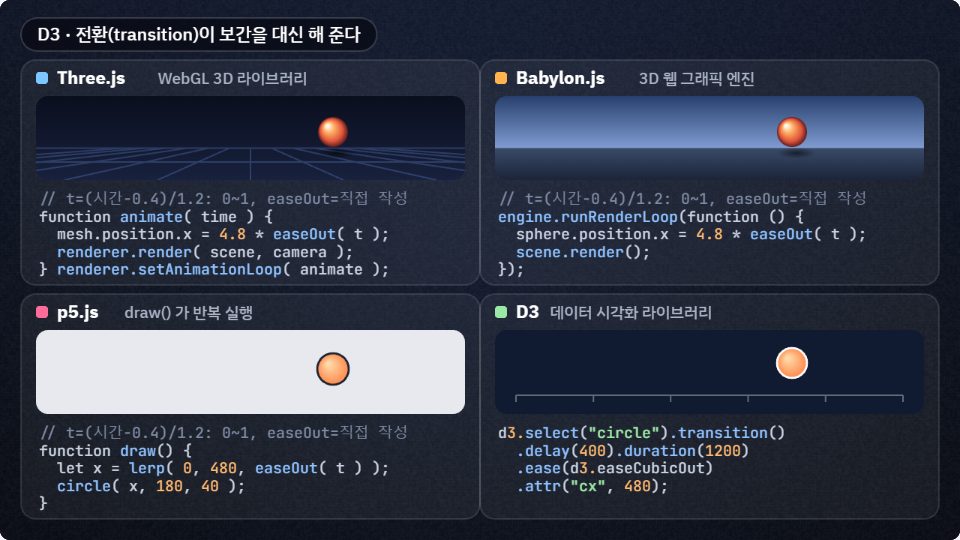 D3 · 전환(transition)이 보간을 대신 해 준다
Three.js WebGL 3D 라이브러리
// t=(시간-0.4)/1.2: 0~1, easeOut=직접 작성
function animate( time ) {
mesh.position.x = 4.8 * easeOut( t );
renderer.render( scene, camera );
} renderer.setAnimationLoop( animate );
Babylon.js 3D 웹 그래픽 엔진
// t=(시간-0.4)/1.2: 0~1, easeOut=직접 작성
engine.runRenderLoop(function () {
sphere.position.x = 4.8 * easeOut( t );
scene.render();
});
p5.js draw() 가 반복 실행
// t=(시간-0.4)/1.2: 0~1, easeOut=직접 작성
function draw() {
let x = lerp( 0, 480, easeOut( t ) );
circle( x, 180, 40 );
}
D3 데이터 시각화 라이브러리
d3.select("circle").transition()
.delay(400).duration(1200)
.ease(d3.easeCubicOut)
.attr("cx", 480);